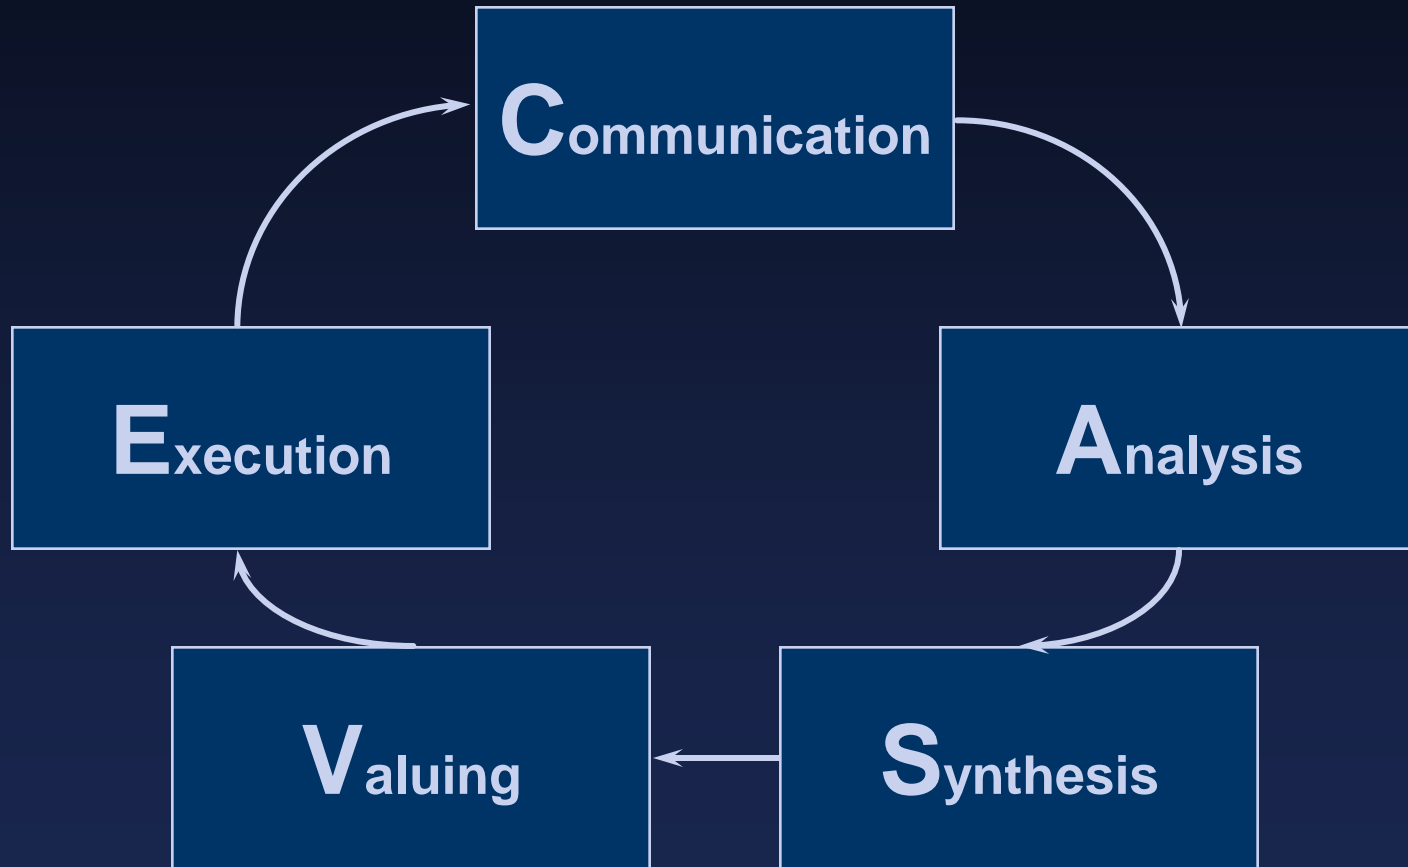 Communication
Analysis
Synthesis
Valuing
Execution